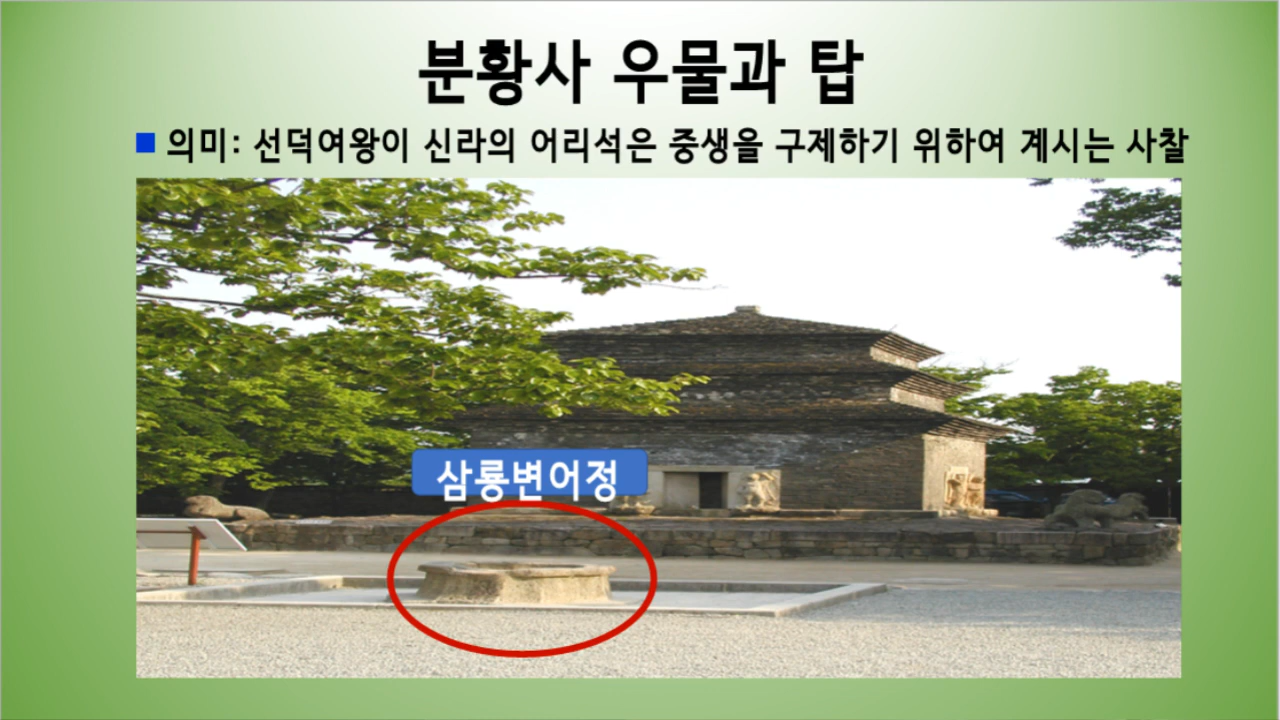 분황사 우물과 탑
의미: 선덕여왕이 신라의 어리석은 중생을 구제하기 위하여 계시는 사찰
삼룡변어정